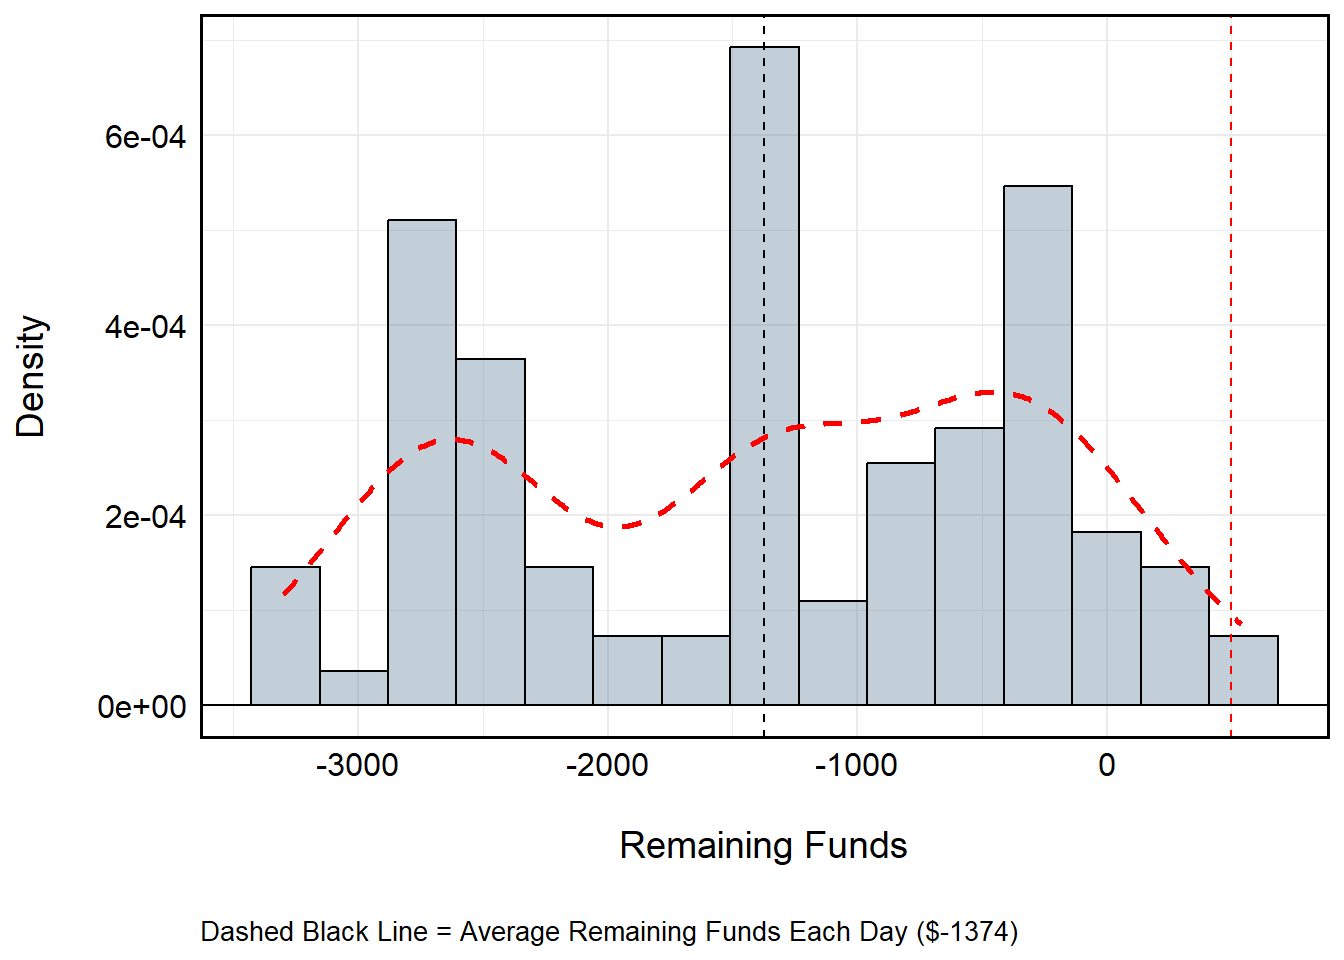 6e-04
4e-04
2e-04
0e+00
Density
-3000 -2000 -1000 0
Remaining Funds
Dashed Black Line = Average Remaining Funds Each Day ($-1374)